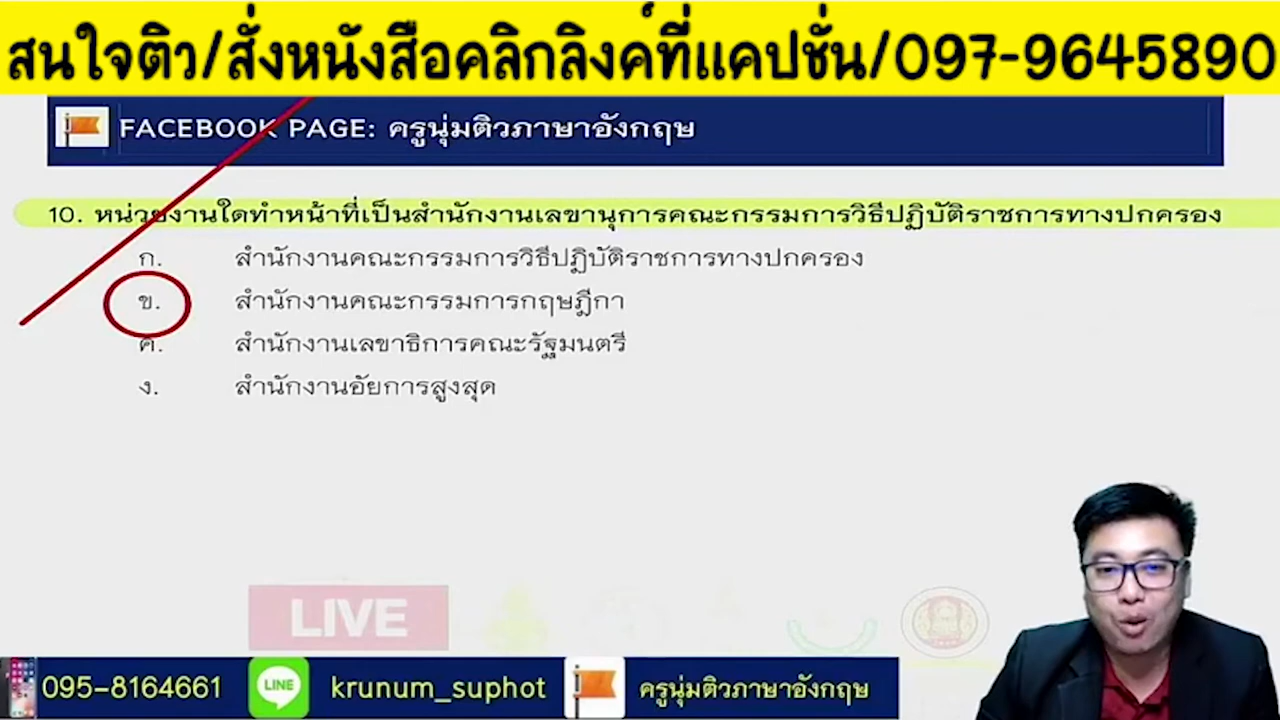 สนใจติว/สั่งหนังสือคลิกลิงค์ที่แคปชั่น/097-9645890
FACEBOOK PAGE: ครูนุ่มติวภาษาอังกฤษ
10. หน่วยงานใดทำหน้าที่เป็นสำนักงานเลขานุการคณะกรรมการวิธีปฏิบัติราชการทางปกครอง
ก. สำนักงานคณะกรรมการวิธีปฏิบัติราชการทางปกครอง
ข. สำนักงานคณะกรรมการกฤษฎีกา
ค. สำนักงานเลขาธิการคณะรัฐมนตรี
ง. สำนักงานอัยการสูงสุด
LIVE
095-8164661 LINE krunum_suphot ครูนุ่มติวภาษาอังกฤษ